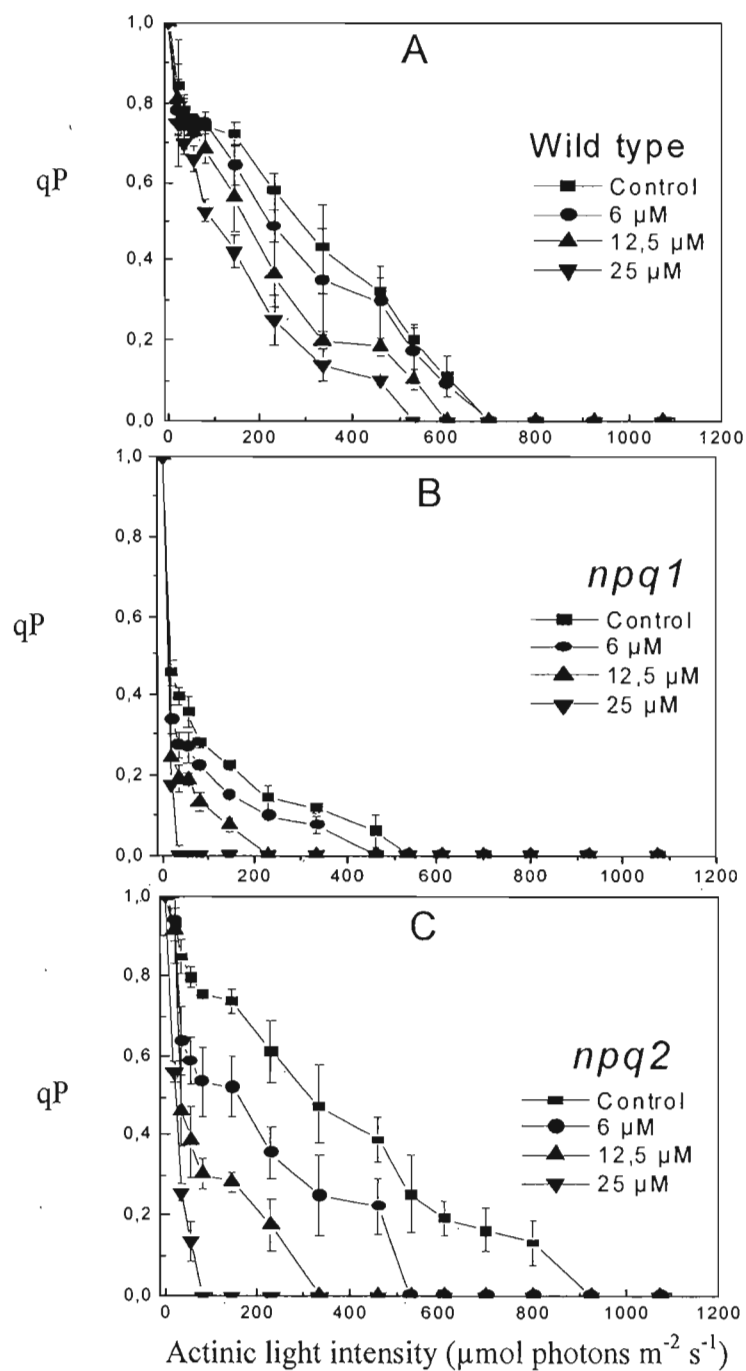 A
Wild type
Control
6 µM
12,5 µM
25 µM
qP
1,0
0,8
0,6
0,4
0,2
0,0
0 200 400 600 800 1000 1200
B
npq1
Control
6 µM
12,5 µM
25 µM
qP
1,0
0,8
0,6
0,4
0,2
0,0
0 200 400 600 800 1000 1200
C
npq2
Control
6 µM
12,5 µM
25 µM
qP
1,0
0,8
0,6
0,4
0,2
0,0
0 200 400 600 800 1000 1200
Actinic light intensity (µmol photons m⁻² s⁻¹)